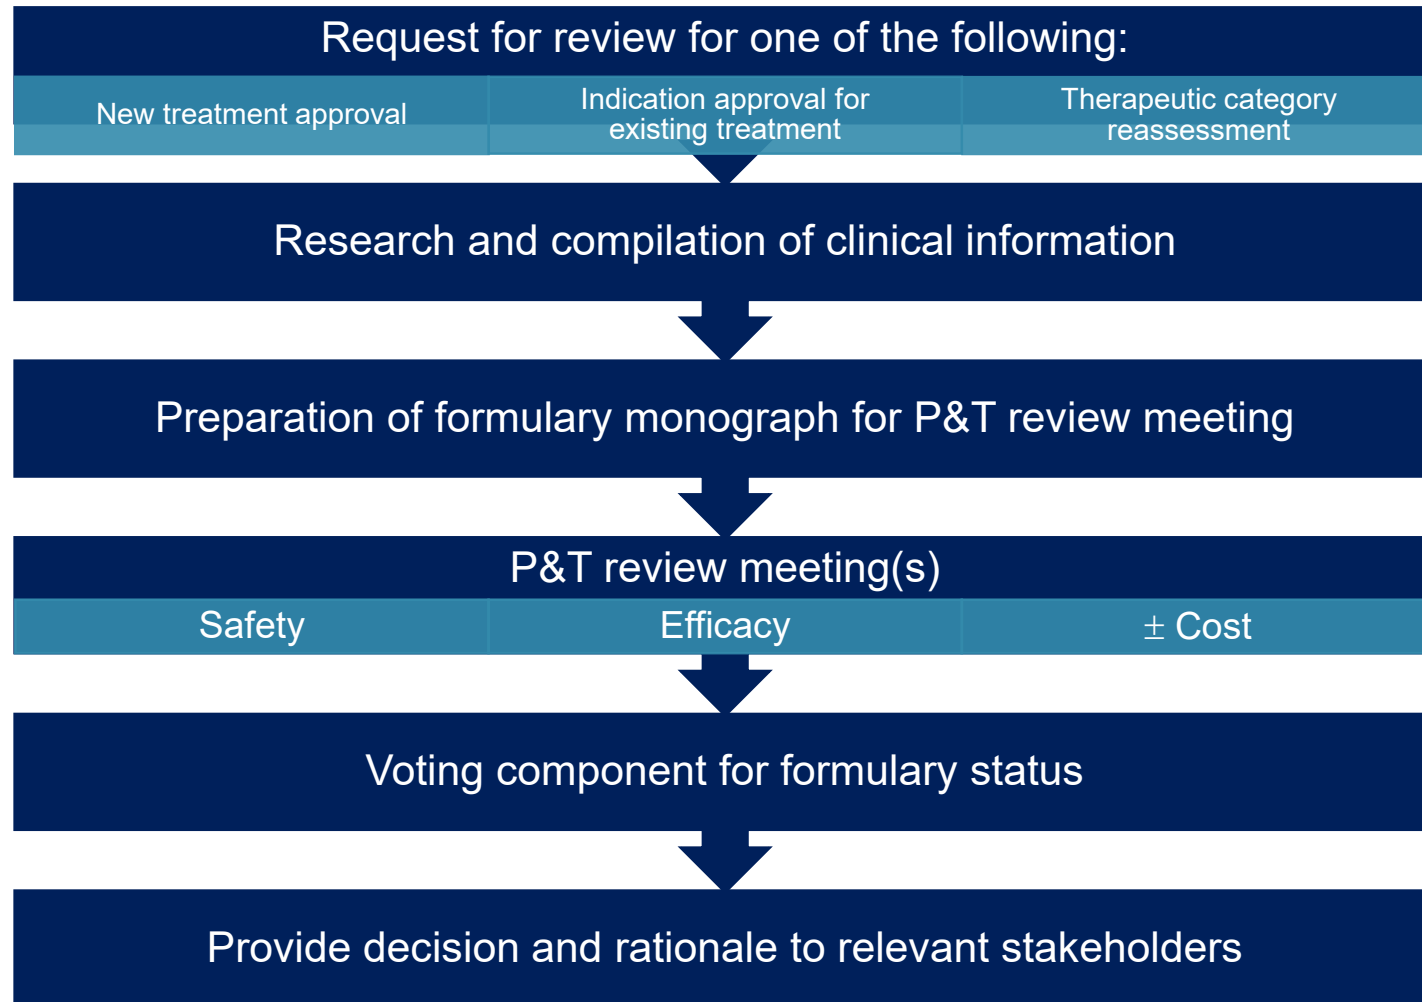 Request for review for one of the following:
New treatment approval
Indication approval for
existing treatment
Therapeutic category
reassessment
Research and compilation of clinical information
Preparation of formulary monograph for P&T review meeting
P&T review meeting(s)
Safety
Efficacy
± Cost
Voting component for formulary status
Provide decision and rationale to relevant stakeholders